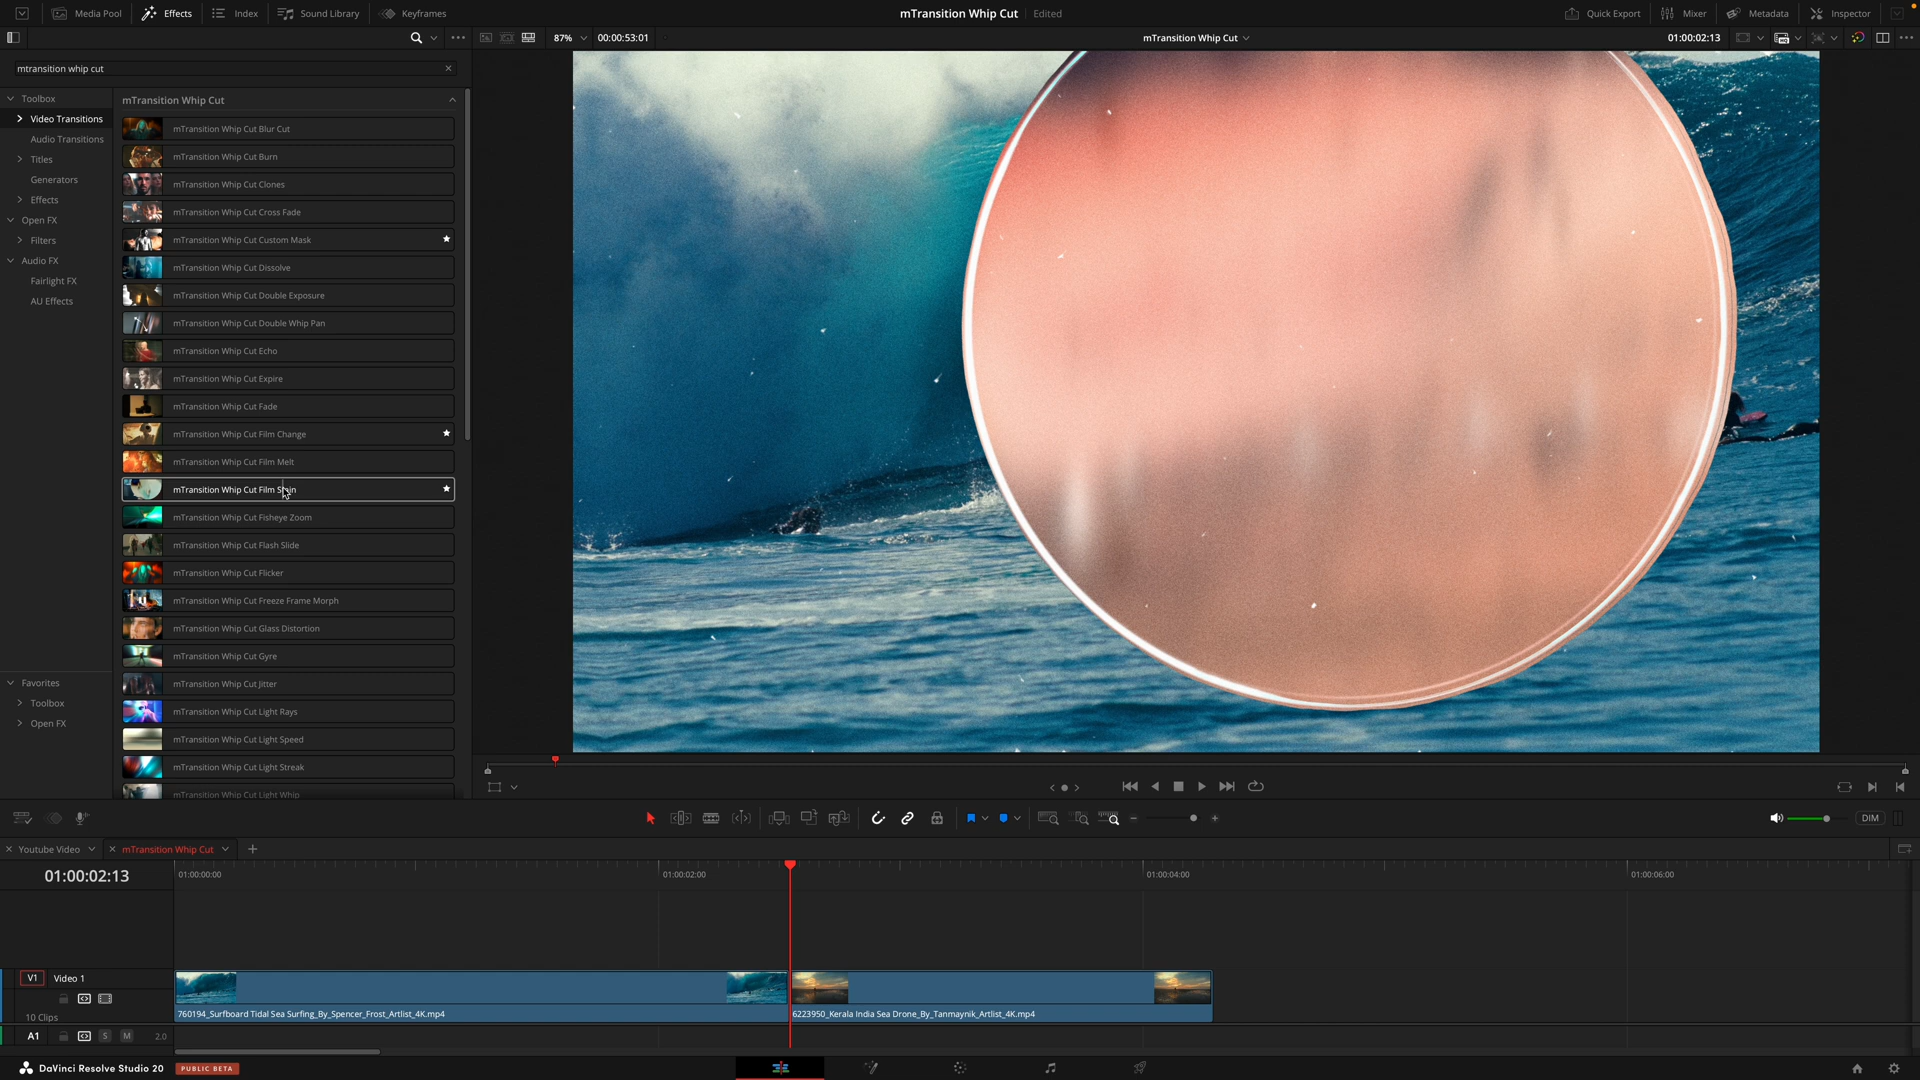 Media Pool
Effects
Index
Sound Library
Keyframes
mTransition Whip Cut
Edited
Quick Export
Mixer
Metadata
Inspector
87%
00:00:53:01
mTransition Whip Cut
01:00:02:13
mtransition whip cut
Toolbox
Video Transitions
Audio Transitions
Titles
Generators
Effects
Open FX
Filters
Audio FX
Fairlight FX
AU Effects
Favorites
Toolbox
Open FX
mTransition Whip Cut
mTransition Whip Cut Blur Cut
mTransition Whip Cut Burn
mTransition Whip Cut Clones
mTransition Whip Cut Cross Fade
mTransition Whip Cut Custom Mask
mTransition Whip Cut Dissolve
mTransition Whip Cut Double Exposure
mTransition Whip Cut Double Whip Pan
mTransition Whip Cut Echo
mTransition Whip Cut Expire
mTransition Whip Cut Fade
mTransition Whip Cut Film Change
mTransition Whip Cut Film Melt
mTransition Whip Cut Film
mTransition Whip Cut Fisheye Zoom
mTransition Whip Cut Flash Slide
mTransition Whip Cut Flicker
mTransition Whip Cut Freeze Frame Morph
mTransition Whip Cut Glass Distortion
mTransition Whip Cut Gyre
mTransition Whip Cut Jitter
mTransition Whip Cut Light Rays
mTransition Whip Cut Light Speed
mTransition Whip Cut Light Streak
mTransition Whip Cut Light Whip
DIM
Youtube Video
mTransition Whip Cut
01:00:02:13
01:00:00:00
01:00:02:00
01:00:04:00
01:00:06:00
V1
Video 1
10 Clips
760194_Surfboard Tidal Sea Surfing_By_Spencer_Frost_Artlist_4K.mp4
6223950_Kerala India Sea Drone_By_Tanmaynik_Artlist_4K.mp4
A1
S
M
2.0
DaVinci Resolve Studio 20
PUBLIC BETA